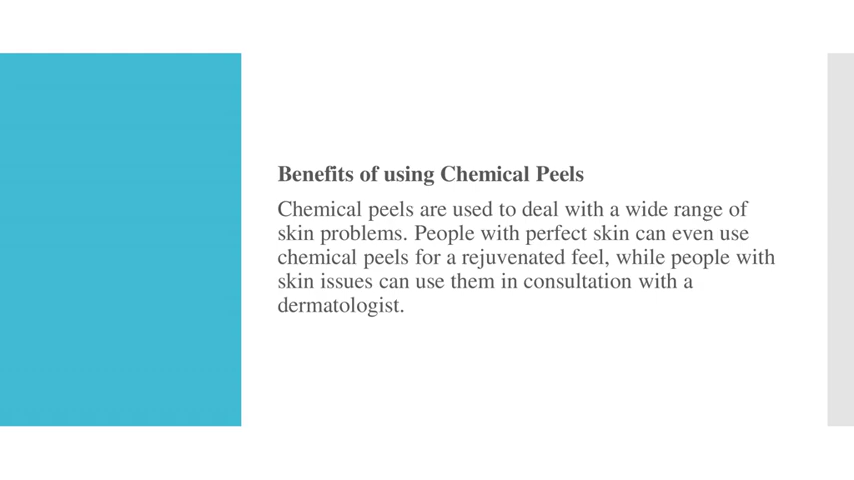 Benefits of using Chemical Peels
Chemical peels are used to deal with a wide range of
skin problems. People with perfect skin can even use
chemical peels for a rejuvenated feel, while people with
skin issues can use them in consultation with a
dermatologist.